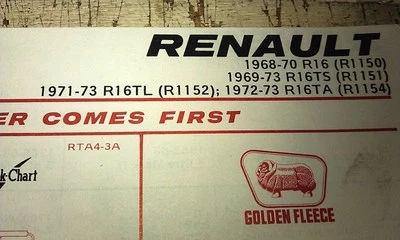 RENAULT
1968-70 R16 (R1150)
1969-73 R16TS (R1151)
1971-73 R16TL (R1152); 1972-73 R16TA (R1154)
ER COMES FIRST
RTA4-3A
k-Chart
GOLDEN FLEECE